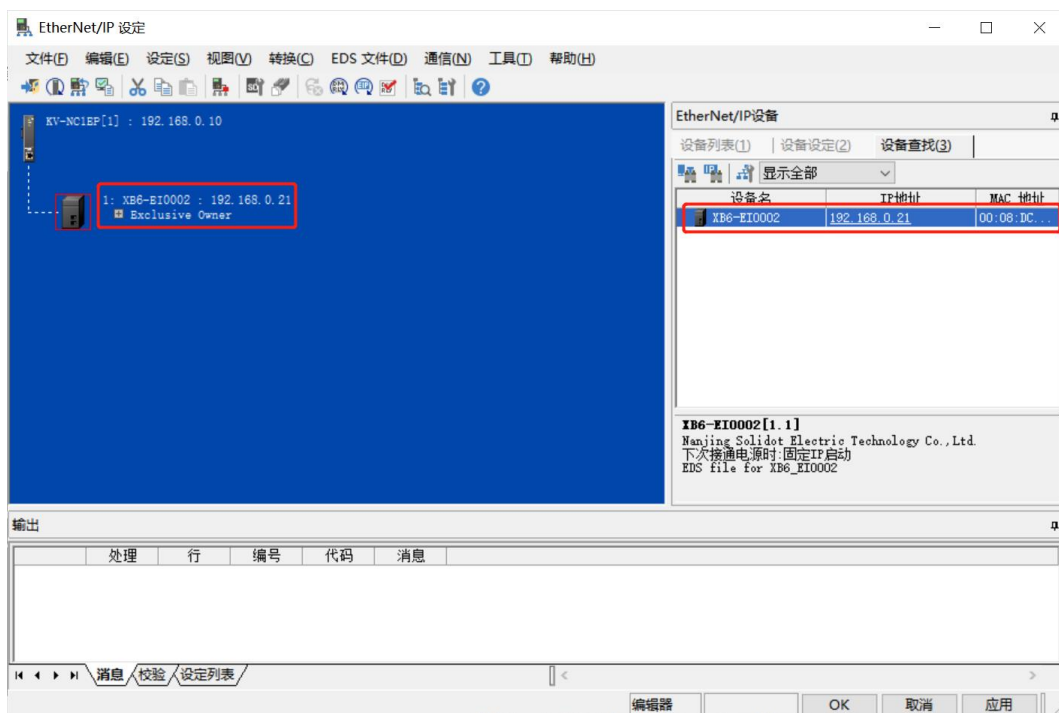 EtherNet/IP 设定
文件(F) 编辑(E) 设定(S) 视图(V) 转换(C) EDS 文件(D) 通信(N) 工具(T) 帮助(H)
KV-NC1EP[1] : 192.168.0.10
1: XB6-EI0002 : 192.168.0.21
Exclusive Owner
EtherNet/IP设备
设备列表(1) 设备设定(2) 设备查找(3)
显示全部
设备名 IP地址 MAC 地址
XB6-EI0002 192.168.0.21 00:08:DC...
XB6-EI0002[1.1]
Nanjing Solidot Electric Technology Co.,Ltd.
下次接通电源时:固定IP启动
EDS file for XB6_EI0002
输出
处理 行 编号 代码 消息
消息 校验 设定列表
编辑器 OK 取消 应用